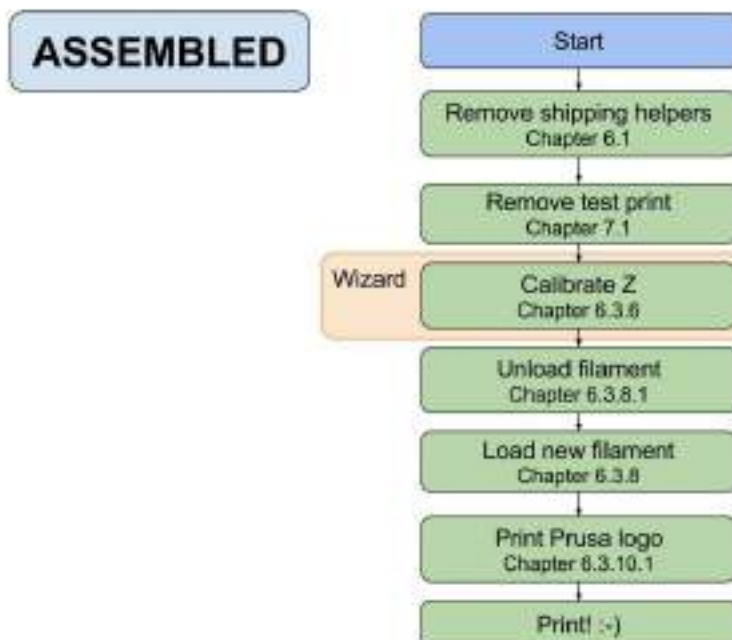 ASSEMBLED
Start
Remove shipping helpers
Chapter 6.1
Remove test print
Chapter 7.1
Wizard
Calibrate Z
Chapter 6.3.6
Unload filament
Chapter 6.3.8.1
Load new filament
Chapter 6.3.8
Print Prusa logo
Chapter 6.3.10.1
Print! :-)